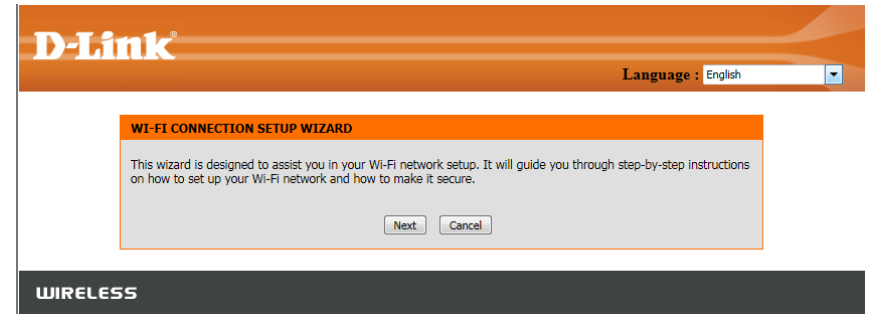 D-Link®
Language : English
WI-FI CONNECTION SETUP WIZARD
This wizard is designed to assist you in your Wi-Fi network setup. It will guide you through step-by-step instructions
on how to set up your Wi-Fi network and how to make it secure.
Next Cancel
WIRELESS